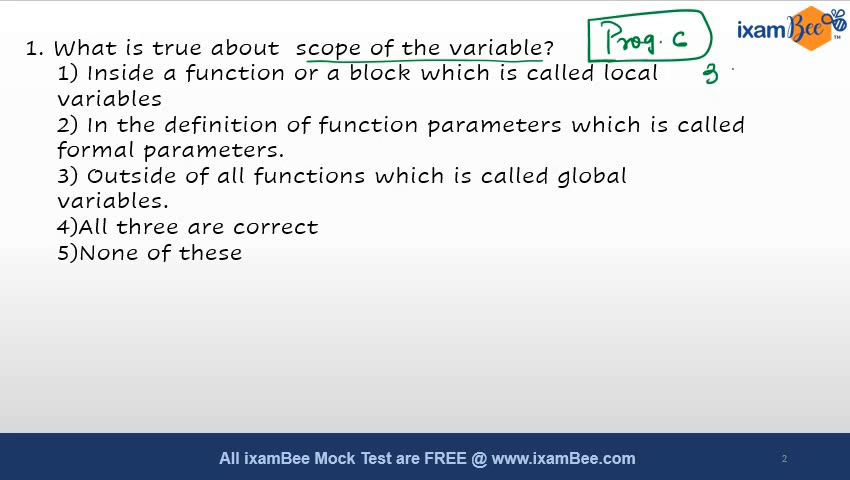 1. What is true about scope of the variable?
Prog. C
ixamBee
TM
1) Inside a function or a block which is called local
3
variables
2) In the definition of function parameters which is called
formal parameters.
3) Outside of all functions which is called global
variables.
4)All three are correct
5)None of these
All ixamBee Mock Test are FREE @ www.ixamBee.com
2